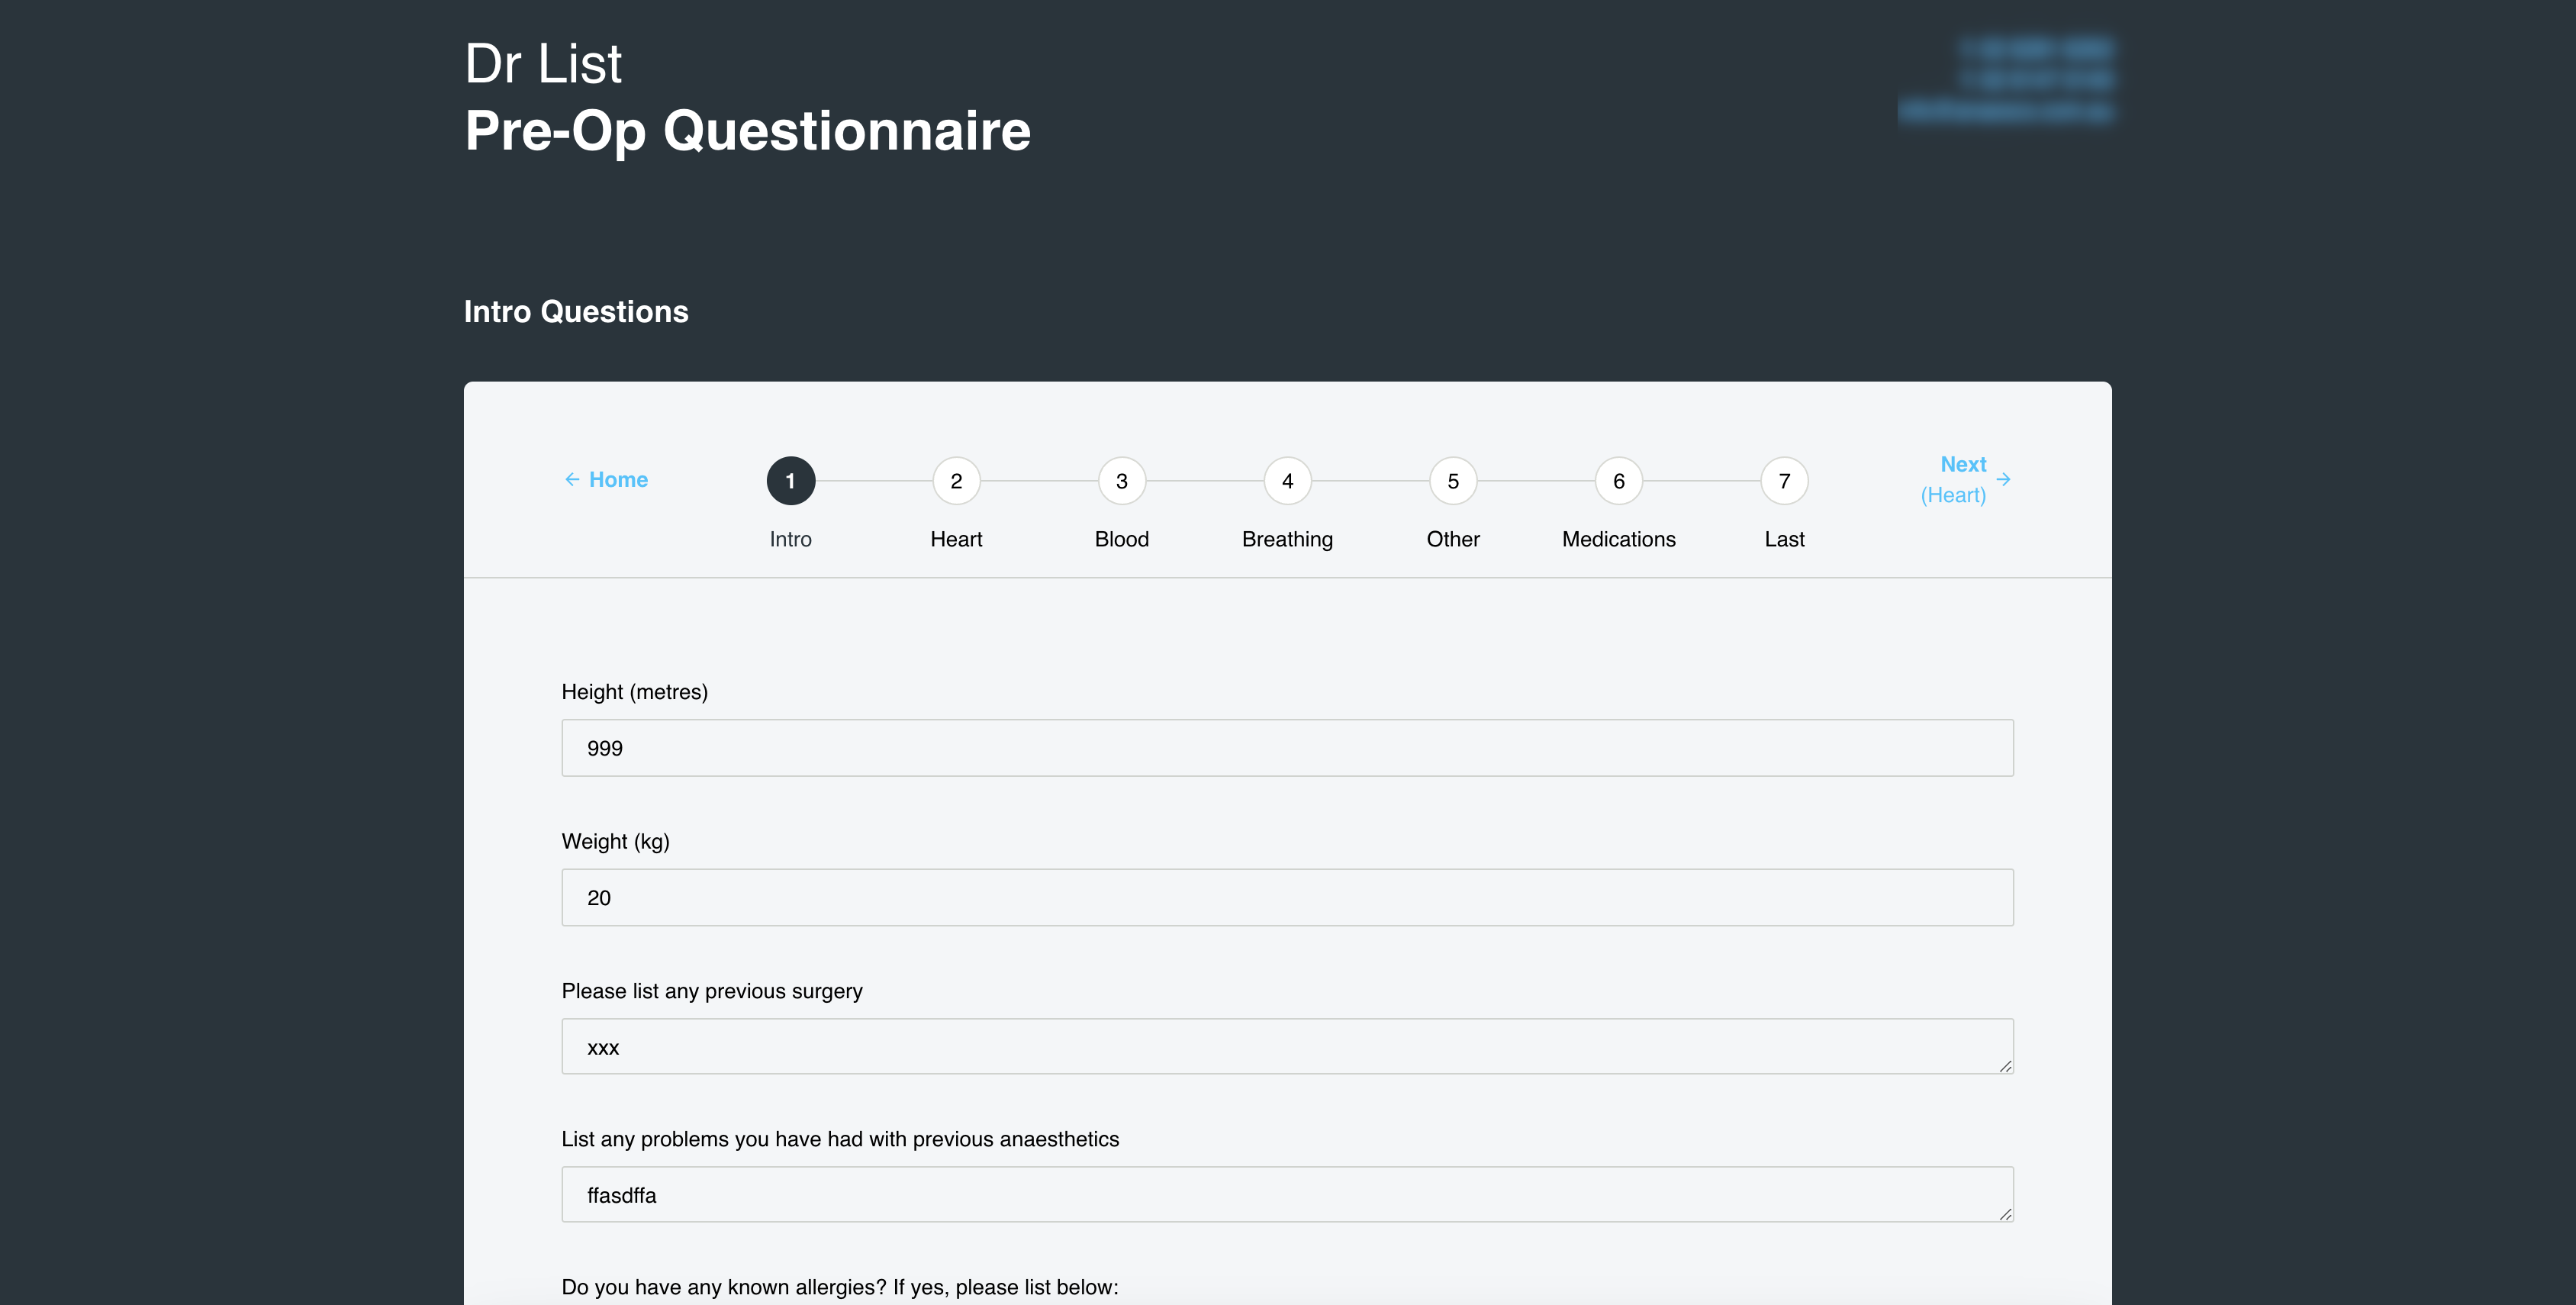 Dr List
Pre-Op Questionnaire
Intro Questions
← Home
1
2
3
4
5
6
7
Next
(Heart) →
Intro
Heart
Blood
Breathing
Other
Medications
Last
Height (metres)
999
Weight (kg)
20
Please list any previous surgery
xxx
List any problems you have had with previous anaesthetics
ffasdffa
Do you have any known allergies? If yes, please list below: